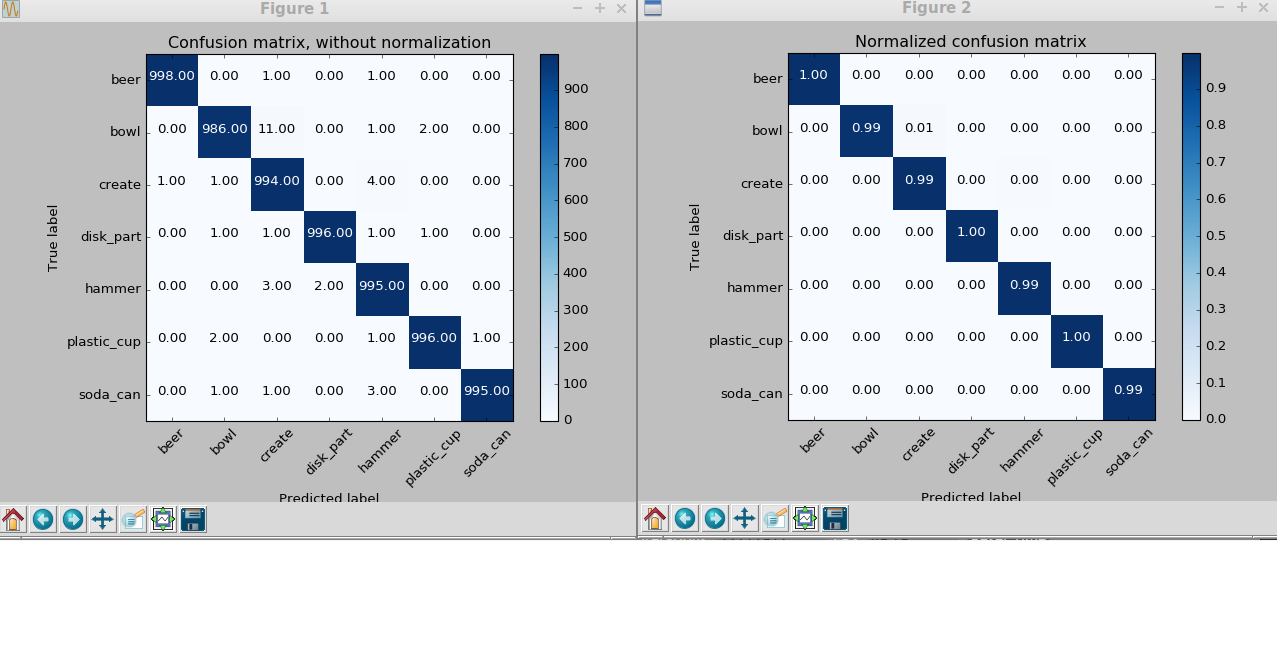 Figure 1
Confusion matrix, without normalization
beer 998.00 0.00 1.00 0.00 1.00 0.00 0.00
bowl 0.00 986.00 11.00 0.00 1.00 2.00 0.00
create 1.00 1.00 994.00 0.00 4.00 0.00 0.00
disk_part 0.00 1.00 1.00 996.00 1.00 1.00 0.00
hammer 0.00 0.00 3.00 2.00 995.00 0.00 0.00
plastic_cup 0.00 2.00 0.00 0.00 1.00 996.00 1.00
soda_can 0.00 1.00 1.00 3.00 0.00 995.00
True label
beer bowl create disk_part hammer plastic_cup soda_can
Predicted label
900
800
700
600
500
400
300
200
100
0
Figure 2
Normalized confusion matrix
beer 1.00 0.00 0.00 0.00 0.00 0.00 0.00
bowl 0.00 0.99 0.01 0.00 0.00 0.00 0.00
create 0.00 0.00 0.99 0.00 0.00 0.00 0.00
disk_part 0.00 0.00 0.00 1.00 0.00 0.00 0.00
hammer 0.00 0.00 0.00 0.00 0.99 0.00 0.00
plastic_cup 0.00 0.00 0.00 0.00 0.00 1.00 0.00
soda_can 0.00 0.00 0.00 0.00 0.00 0.00 0.99
True label
beer bowl create disk_part hammer plastic_cup soda_can
Predicted label
0.9
0.8
0.7
0.6
0.5
0.4
0.3
0.2
0.1
0.0